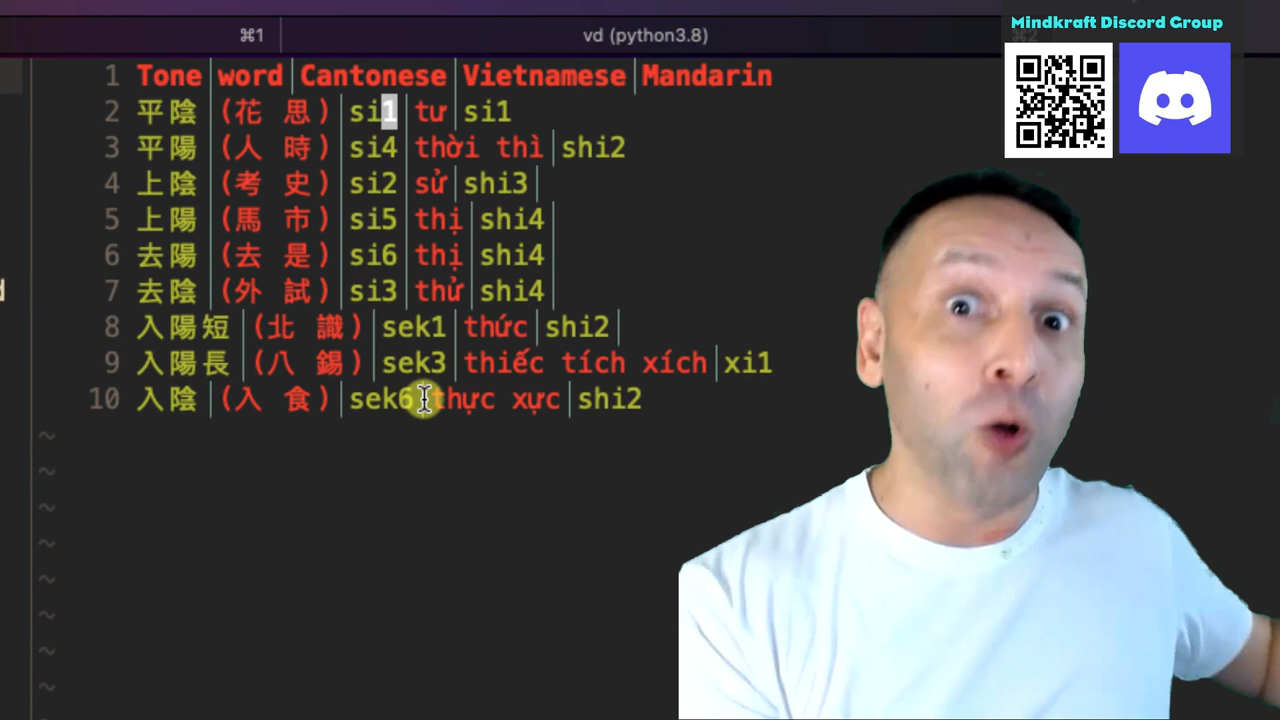 ⌘1 vd (python3.8) ⌘2
Mindkraft Discord Group
1 Tone|word|Cantonese|Vietnamese|Mandarin
2 平陰|(花 思)|si1|tư|si1
3 平陽|(人 時)|si4|thời thì|shi2
4 上陰|(考 史)|si2|sử|shi3|
5 上陽|(馬 市)|si5|thị|shi4|
6 去陽|(去 是)|si6|thị|shi4|
7 去陰|(外 試)|si3|thử|shi4|
8 入陽短|(北 識)|sek1|thức|shi2|
9 入陽長|(八 錫)|sek3|thiếc tích xích|xi1
10 入陰|(入 食)|sek6|thực xực|shi2
~
~
~
~
~
~
~
~